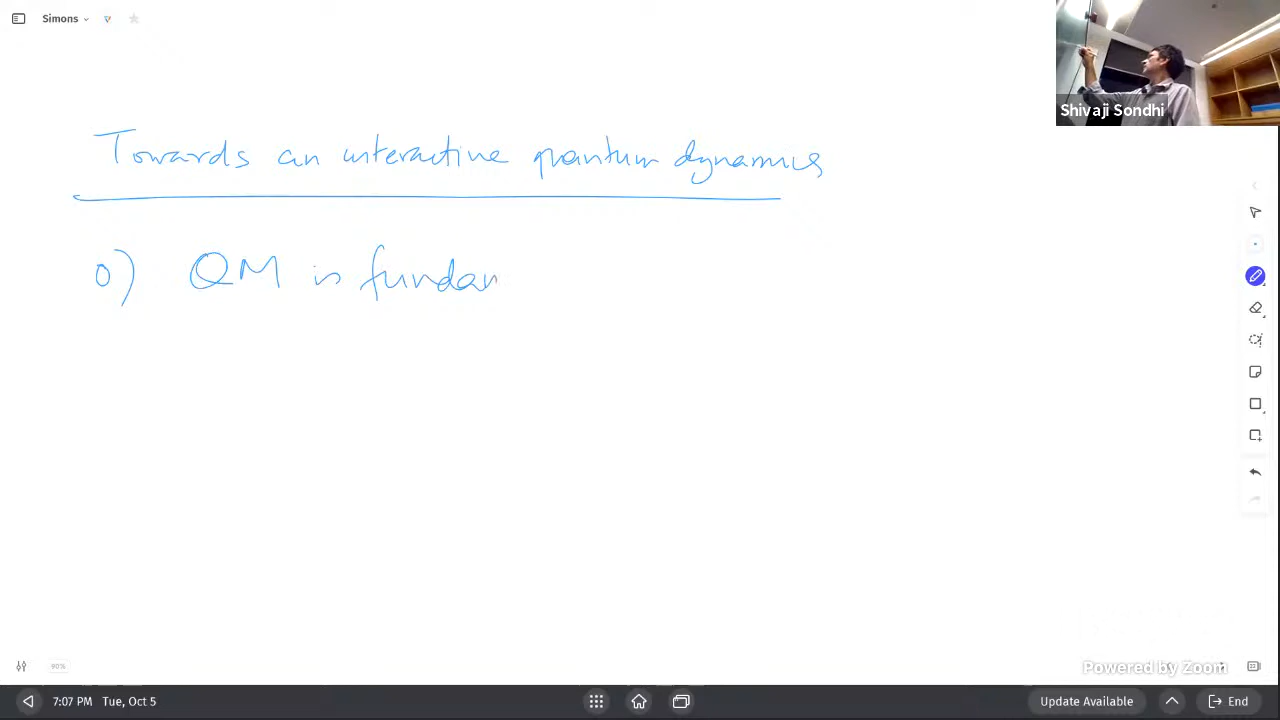 Simons
Shivaji Sondhi
Towards an interactive quantum dynamics
0) QM is fundam
80%
Powered by Zoom
7:07 PM Tue, Oct 5
Update Available
End